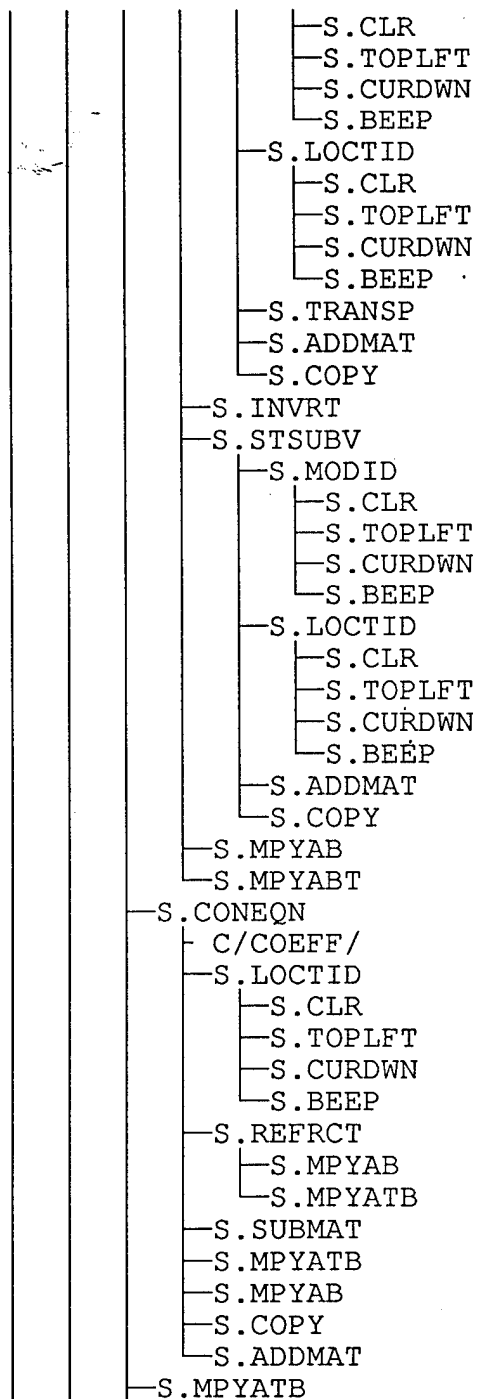 S.CLR
S.TOPLFT
S.CURDWN
S.BEEP
S.LOCTID
S.CLR
S.TOPLFT
S.CURDWN
S.BEEP
S.TRANSP
S.ADDMAT
S.COPY
S.INVRT
S.STSUBV
S.MODID
S.CLR
S.TOPLFT
S.CURDWN
S.BEEP
S.LOCTID
S.CLR
S.TOPLFT
S.CURDWN
S.BEEP
S.ADDMAT
S.COPY
S.MPYAB
S.MPYABT
S.CONEQN
C/COEFF/
S.LOCTID
S.CLR
S.TOPLFT
S.CURDWN
S.BEEP
S.REFRCT
S.MPYAB
S.MPYATB
S.SUBMAT
S.MPYATB
S.MPYAB
S.COPY
S.ADDMAT
S.MPYATB